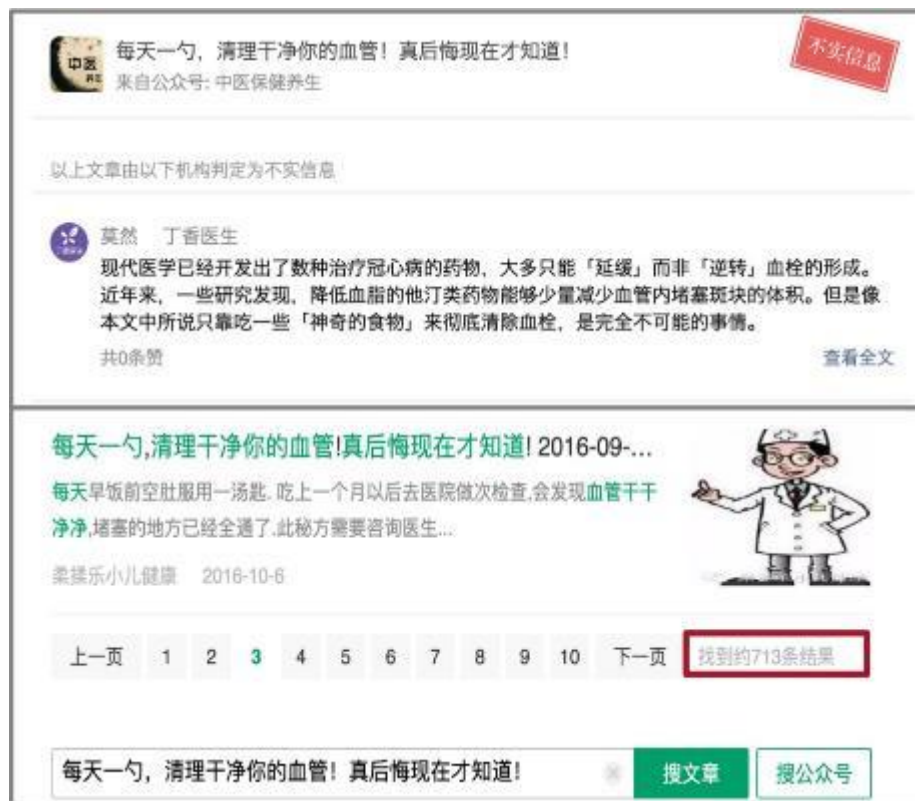 中医
养生
每天一勺，清理干净你的血管！真后悔现在才知道！
来自公众号: 中医保健养生
不实信息
以上文章由以下机构判定为不实信息
莫然 丁香医生
现代医学已经开发出了数种治疗冠心病的药物，大多只能「延缓」而非「逆转」血栓的形成。
近年来，一些研究发现，降低血脂的他汀类药物能够少量减少血管内堵塞斑块的体积。但是像
本文中所说只靠吃一些「神奇的食物」来彻底清除血栓，是完全不可能的事情。
共0条赞
查看全文
每天一勺,清理干净你的血管!真后悔现在才知道! 2016-09-...
每天早饭前空肚服用一汤匙. 吃上一个月以后去医院做次检查,会发现血管干干
净净,堵塞的地方已经全通了.此秘方需要咨询医生...
柔揉乐小儿健康 2016-10-6
上一页 1 2 3 4 5 6 7 8 9 10 下一页 找到约713条结果
每天一勺，清理干净你的血管！真后悔现在才知道！ 搜文章 搜公众号